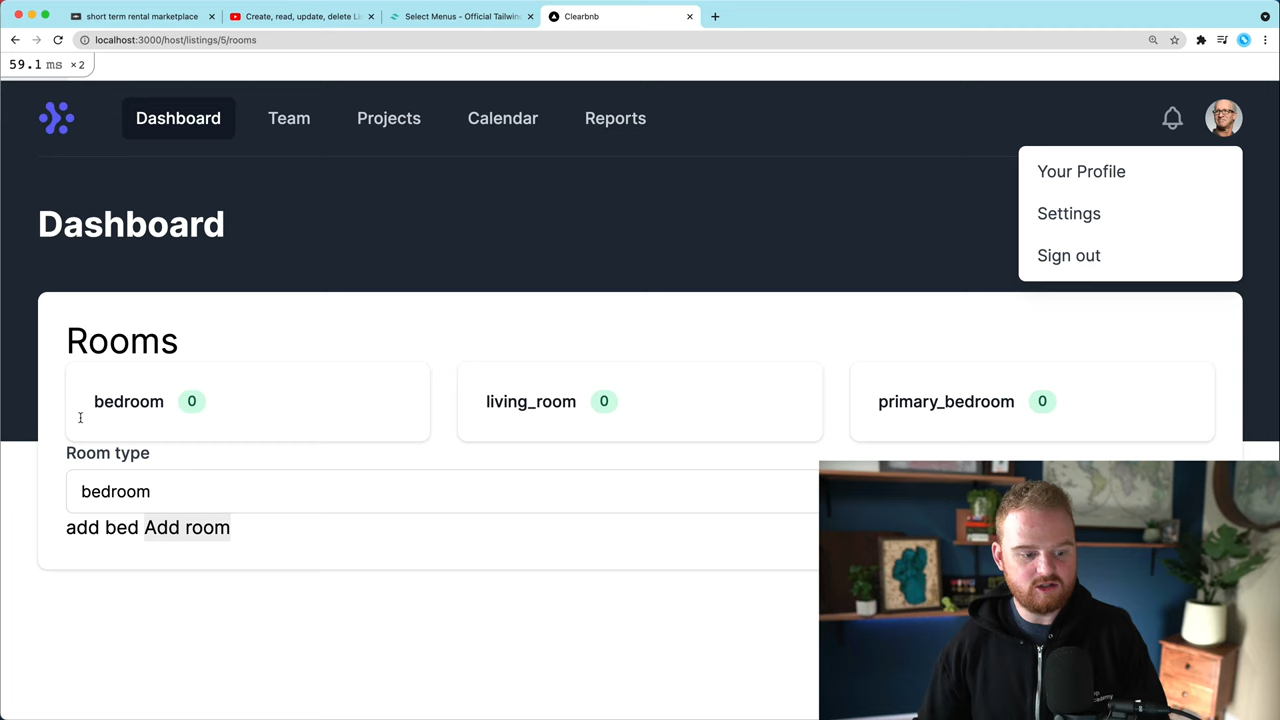 short term rental marketplace
Create, read, update, delete Li
Select Menus - Official Tailwin
Clearbnb
localhost:3000/host/listings/5/rooms
59.1 ms ×2
Dashboard
Team
Projects
Calendar
Reports
Your Profile
Settings
Sign out
Dashboard
Rooms
bedroom 0
living_room 0
primary_bedroom 0
Room type
bedroom
add bed Add room